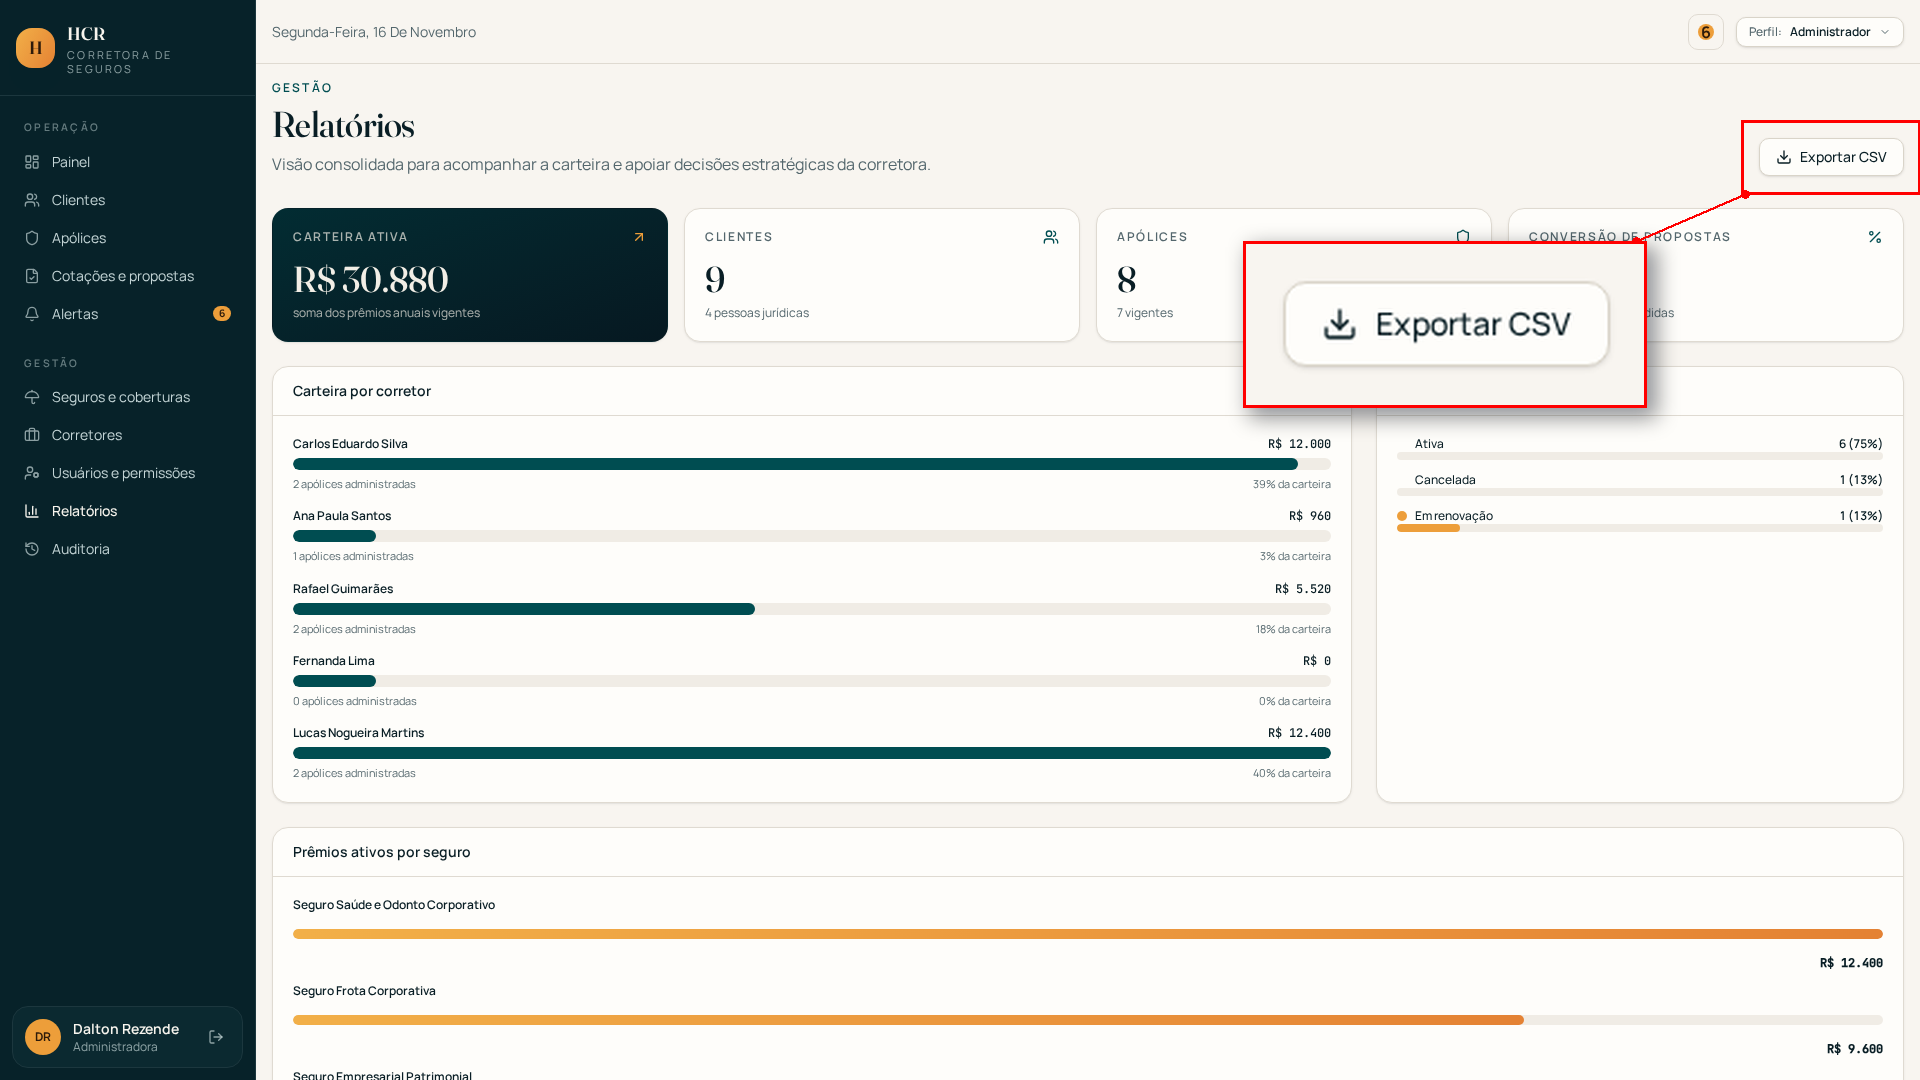 H
HCR
CORRETORA DE
SEGUROS
OPERAÇÃO
Painel
Clientes
Apólices
Cotações e propostas
Alertas
6
GESTÃO
Seguros e coberturas
Corretores
Usuários e permissões
Relatórios
Auditoria
DR
Dalton Rezende
Administradora
Segunda-Feira, 16 De Novembro
6
Perfil: Administrador
GESTÃO
Relatórios
Visão consolidada para acompanhar a carteira e apoiar decisões estratégicas da corretora.
Exportar CSV
CARTEIRA ATIVA
R$ 30.880
soma dos prêmios anuais vigentes
CLIENTES
9
4 pessoas jurídicas
APÓLICES
8
7 vigentes
CONVERSÃO DE PROPOSTAS
Exportar CSV
Carteira por corretor
Carlos Eduardo Silva
R$ 12.000
2 apólices administradas
39% da carteira
Ana Paula Santos
R$ 960
1 apólices administradas
3% da carteira
Rafael Guimarães
R$ 5.520
2 apólices administradas
18% da carteira
Fernanda Lima
R$ 0
0 apólices administradas
0% da carteira
Lucas Nogueira Martins
R$ 12.400
2 apólices administradas
40% da carteira
Ativa
6 (75%)
Cancelada
1 (13%)
Em renovação
1 (13%)
Prêmios ativos por seguro
Seguro Saúde e Odonto Corporativo
R$ 12.400
Seguro Frota Corporativa
R$ 9.600
Seguro Empresarial Patrimonial